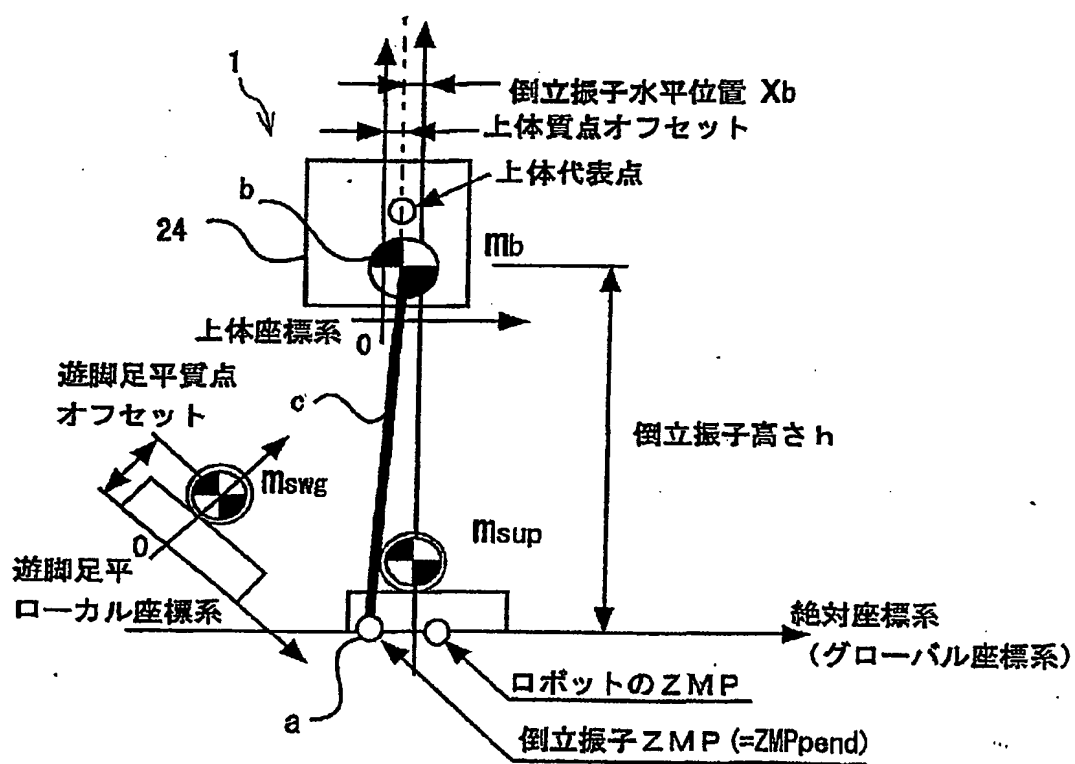 1
倒立振子水平位置 Xb
上体質点オフセット
上体代表点
b
24
mb
上体座標系
0
遊脚足平質点
オフセット
c
倒立振子高さh
mswg
msup
0
遊脚足平
ローカル座標系
絶対座標系
(グローバル座標系)
ロボットのZMP
a
倒立振子ZMP(=ZMPpend)